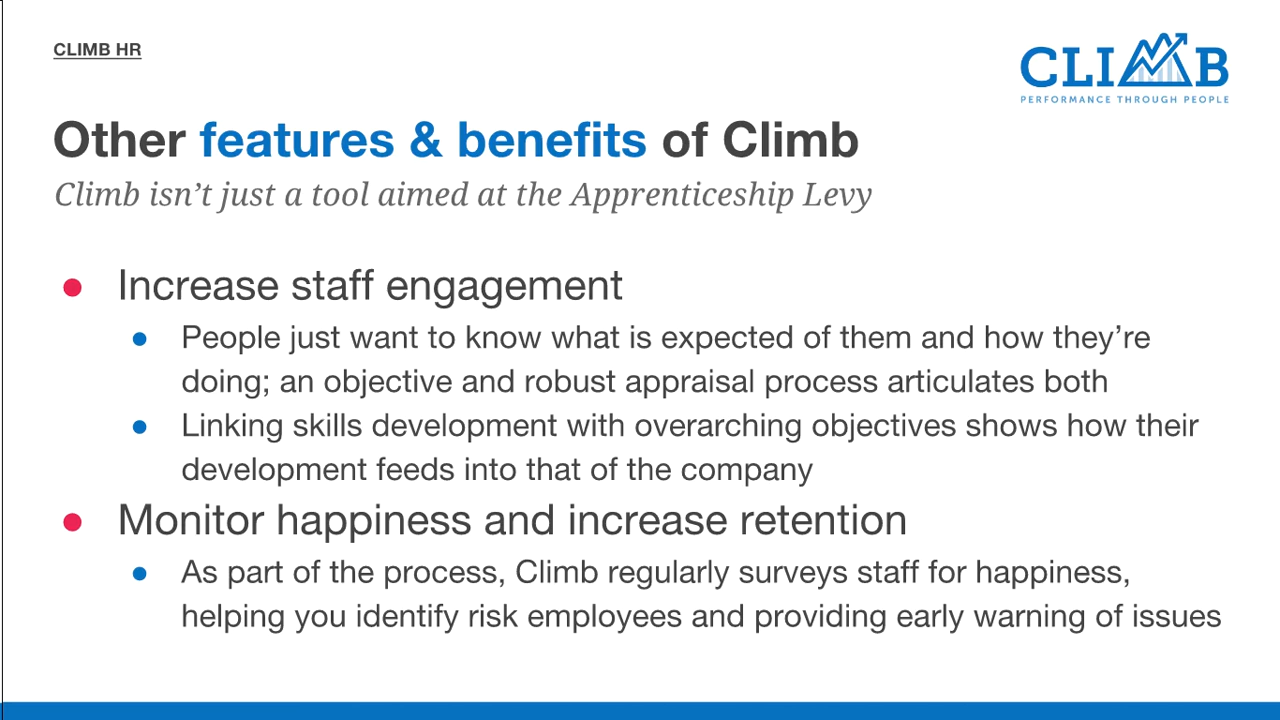 CLIMB HR
CLIMB
PERFORMANCE THROUGH PEOPLE
Other features & benefits of Climb
Climb isn’t just a tool aimed at the Apprenticeship Levy
● Increase staff engagement
● People just want to know what is expected of them and how they’re
doing; an objective and robust appraisal process articulates both
● Linking skills development with overarching objectives shows how their
development feeds into that of the company
● Monitor happiness and increase retention
● As part of the process, Climb regularly surveys staff for happiness,
helping you identify risk employees and providing early warning of issues